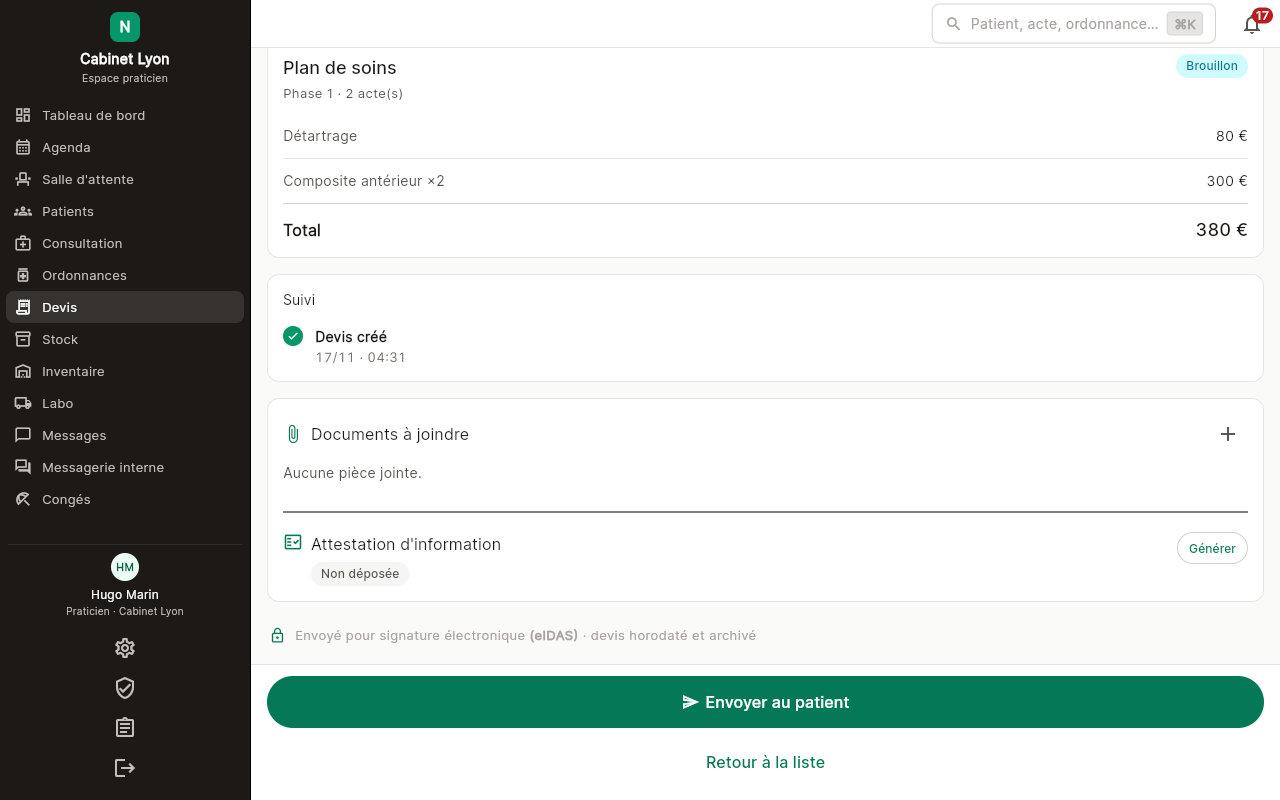 N
Cabinet Lyon
Espace praticien
Tableau de bord
Agenda
Salle d'attente
Patients
Consultation
Ordonnances
Devis
Stock
Inventaire
Labo
Messages
Messagerie interne
Congés
HM
Hugo Marin
Praticien · Cabinet Lyon
Patient, acte, ordonnance... ⌘K
17
Plan de soins
Brouillon
Phase 1 · 2 acte(s)
Détartrage 80 €
Composite antérieur ×2 300 €
Total 380 €
Suivi
Devis créé
17/11 · 04:31
Documents à joindre
Aucune pièce jointe.
Attestation d'information
Générer
Non déposée
Envoyé pour signature électronique (eIDAS) · devis horodaté et archivé
Envoyer au patient
Retour à la liste